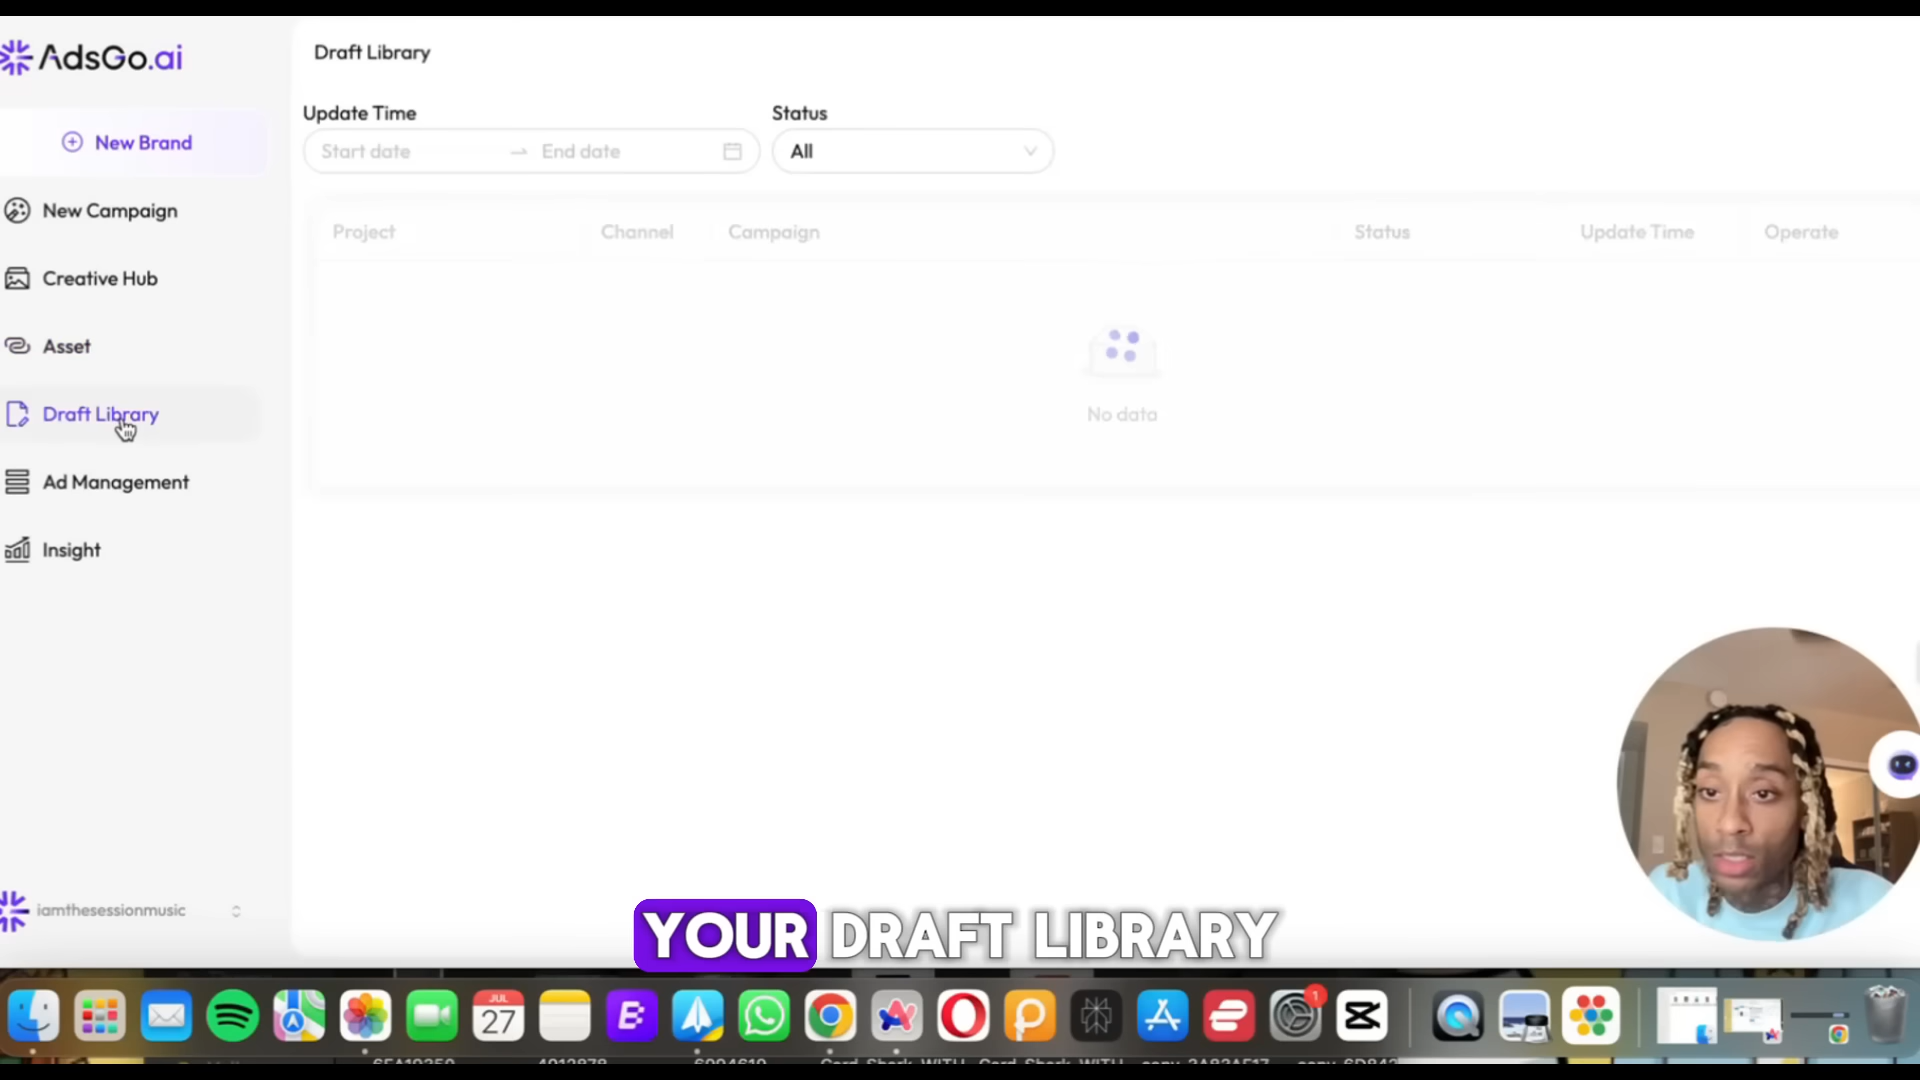 AdsGo.ai
Draft Library
New Brand
Update Time
Status
Start date
End date
All
New Campaign
Project
Channel
Campaign
Status
Update Time
Operate
Creative Hub
Asset
Draft Library
No data
Ad Management
Insight
iamthesessionmusic
YOUR DRAFT LIBRARY
JUL
27
1